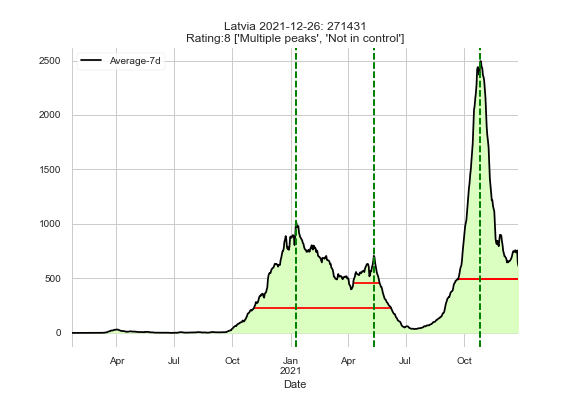 Latvia 2021-12-26: 271431
Rating:8 ['Multiple peaks', 'Not in control']
Average-7d
2500
2000
1500
1000
500
0
Apr Jul Oct Jan Apr Jul Oct
2021
Date